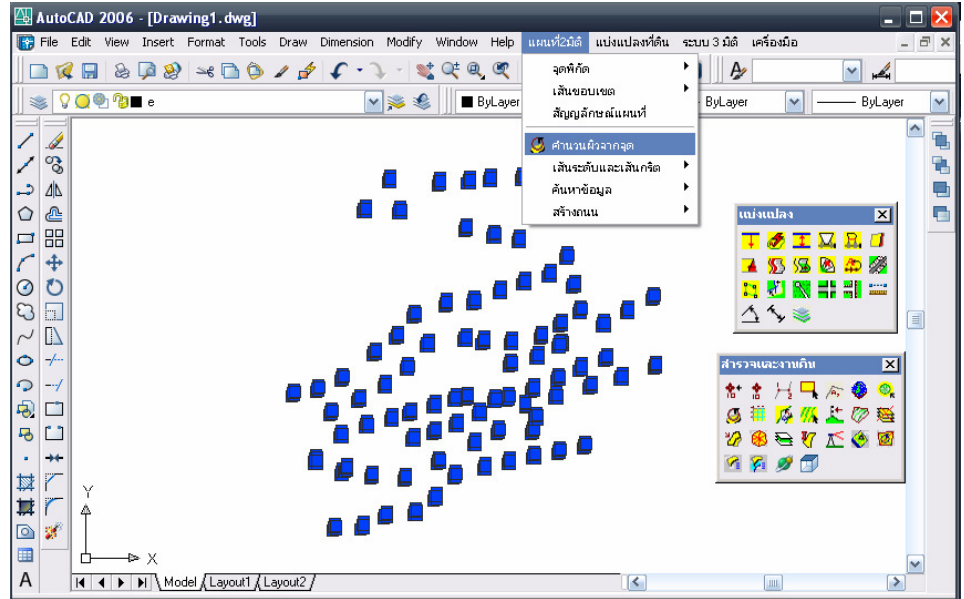 AutoCAD 2006 - [Drawing1.dwg]
File Edit View Insert Format Tools Draw Dimension Modify Window Help แผนที่2มิติ แบ่งแปลงที่ดิน ระบบ 3 มิติ เครื่องมือ
e ByLayer ByLayer ByLayer
จุดพิกัด
เส้นขอบเขต
สัญญลักษณ์แผนที่
คำนวนผิวจากจุด
เส้นระดับและเส้นกริด
ค้นหาข้อมูล
สร้างถนน
แบ่งแปลง
สำรวจและงานดิน
Y
X
A
Model Layout1 Layout2